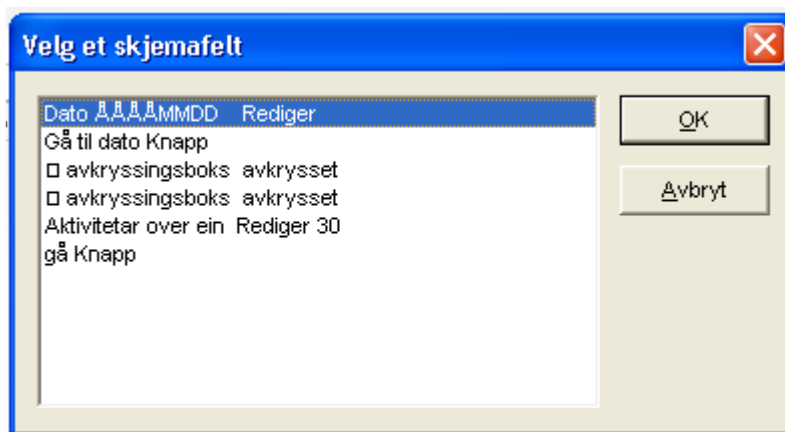 Velg et skjemafelt
Dato ÅÅÅÅMMDD Rediger
Gå til dato Knapp
□ avkryssingsboks avkrysset
□ avkryssingsboks avkrysset
Aktivitetar over ein Rediger 30
gå Knapp
OK
Avbryt